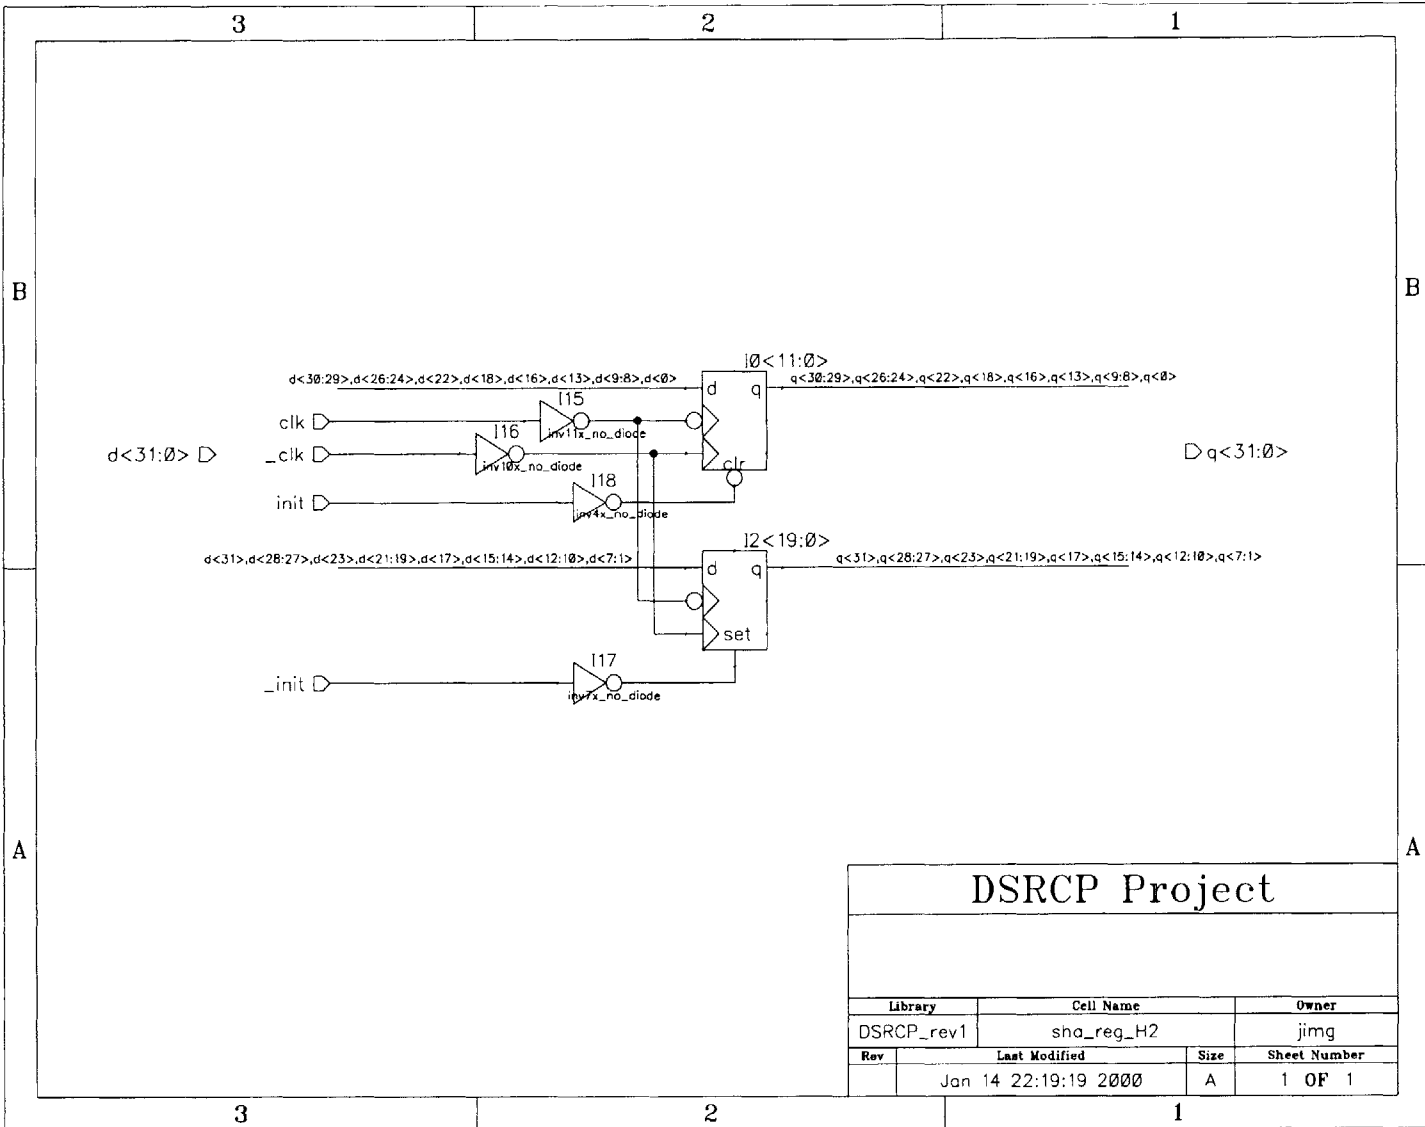 3 2 1
B B
I0<11:0>
d<30:29>,d<26:24>,d<22>,d<18>,d<16>,d<13>,d<9:8>,d<0> d q q<30:29>,q<26:24>,q<22>,q<18>,q<16>,q<13>,q<9:8>,q<0>
I15
clk
inv11x_no_diode
I16
d<31:0> _clk q<31:0>
inv10x_no_diode
clr
I18
init
inv4x_no_diode
I2<19:0>
d<31>,d<28:27>,d<23>,d<21:19>,d<17>,d<15:14>,d<12:10>,d<7:1> d q q<31>,q<28:27>,q<23>,q<21:19>,q<17>,q<15:14>,q<12:10>,q<7:1>
set
I17
_init
inv7x_no_diode
A A
DSRCP Project
Library Cell Name Owner
DSRCP_rev1 sha_reg_H2 jimg
Rev Last Modified Size Sheet Number
Jan 14 22:19:19 2000 A 1 OF 1
3 2 1